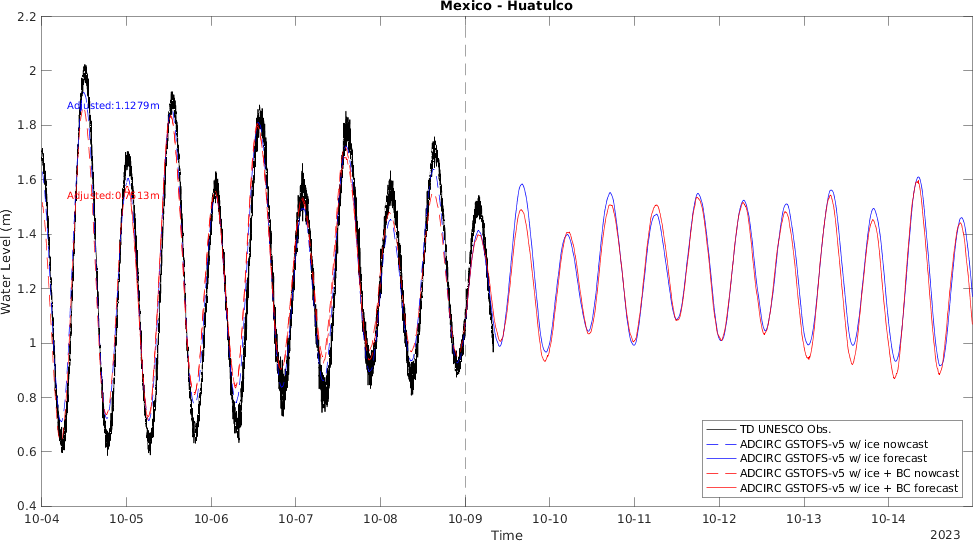 Mexico - Huatulco
2.2
2
1.8
1.6
1.4
1.2
1
0.8
0.6
0.4
Water Level (m)
Adjusted:1.1279m
10-04
10-05
10-06
10-07
10-08
10-09
10-10
10-11
10-12
10-13
10-14
Time
2023
TD UNESCO Obs.
ADCIRC GSTOFS-v5 w/ ice nowcast
ADCIRC GSTOFS-v5 w/ ice forecast
ADCIRC GSTOFS-v5 w/ ice + BC nowcast
ADCIRC GSTOFS-v5 w/ ice + BC forecast